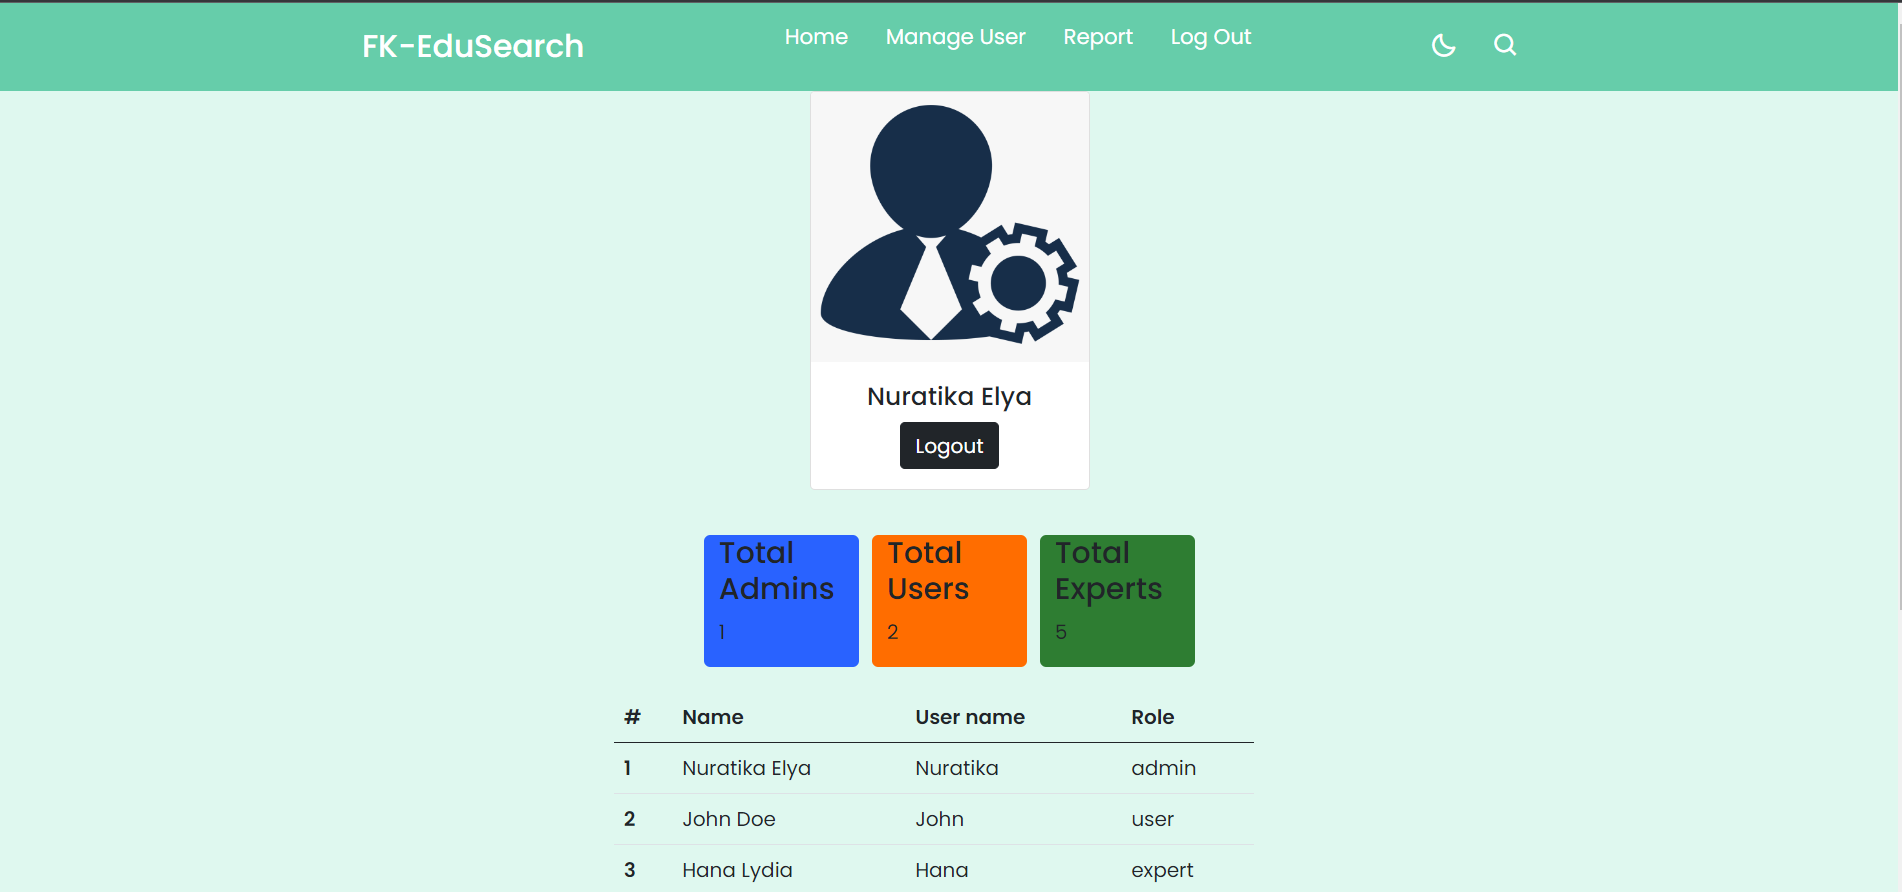 FK-EduSearch
Home Manage User Report Log Out
Nuratika Elya
Logout
Total Admins
1
Total Users
2
Total Experts
5
# Name User name Role
1 Nuratika Elya Nuratika admin
2 John Doe John user
3 Hana Lydia Hana expert